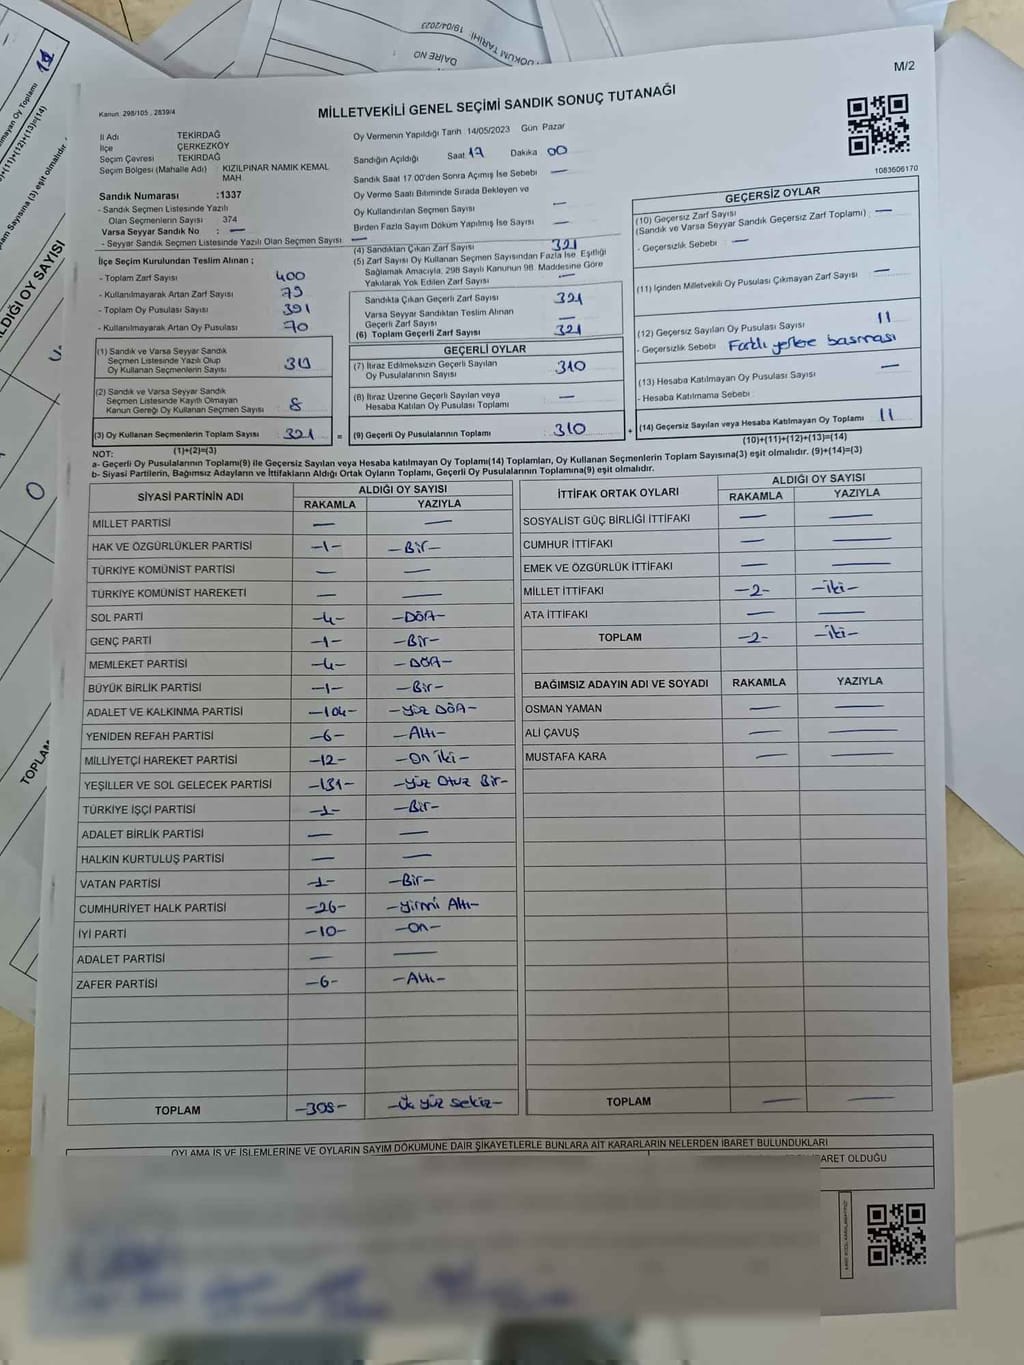 DÖKÜM TARİHİ: 19/04/2023
DAİRE NO
M/2
Kanun 298/105, 2839/4
MİLLETVEKİLİ GENEL SEÇİMİ SANDIK SONUÇ TUTANAĞI
İl Adı TEKİRDAĞ
İlçe ÇERKEZKÖY
Seçim Çevresi TEKİRDAĞ
Seçim Bölgesi (Mahalle Adı) KIZILPINAR NAMIK KEMAL MAH
Sandık Numarası :1337
- Sandık Seçmen Listesinde Yazılı
Olan Seçmenlerin Sayısı 374
Varsa Seyyar Sandık No : —
- Seyyar Sandık Seçmen Listesinde Yazılı Olan Seçmen Sayısı —
Oy Vermenin Yapıldığı Tarih 14/05/2023 Gün Pazar
Sandığın Açıldığı Saat 17 Dakika 00
Sandık Saat 17.00'den Sonra Açılmış İse Sebebi —
Oy Verme Saati Bitiminde Sırada Bekleyen ve
Oy Kullandırılan Seçmen Sayısı —
Birden Fazla Sayım Döküm Yapılmış İse Sayısı —
1083606170
İlçe Seçim Kurulundan Teslim Alınan ;
- Toplam Zarf Sayısı 400
- Kullanılmayarak Artan Zarf Sayısı 79
- Toplam Oy Pusulası Sayısı 391
- Kullanılmayarak Artan Oy Pusulası 70
(1) Sandık ve Varsa Seyyar Sandık
Seçmen Listesinde Yazılı Olup
Oy Kullanan Seçmenlerin Sayısı 313
(2) Sandık ve Varsa Seyyar Sandık
Seçmen Listesinde Kayıtlı Olmayan
Kanun Gereği Oy Kullanan Seçmen Sayısı 8
(3) Oy Kullanan Seçmenlerin Toplam Sayısı 321 =
(1)+(2)=(3)
(4) Sandıktan Çıkan Zarf Sayısı 321
(5) Zarf Sayısı Oy Kullanan Seçmen Sayısından Fazla İse, Eşitliği
Sağlamak Amacıyla, 298 Sayılı Kanunun 98. Maddesine Göre
Yakılarak Yok Edilen Zarf Sayısı —
Sandıkta Çıkan Geçerli Zarf Sayısı 321
Varsa Seyyar Sandıktan Teslim Alınan
Geçerli Zarf Sayısı —
(6) Toplam Geçerli Zarf Sayısı 321
GEÇERLİ OYLAR
(7) İtiraz Edilmeksizin Geçerli Sayılan
Oy Pusulalarının Sayısı 310
(8) İtiraz Üzerine Geçerli Sayılan veya
Hesaba Katılan Oy Pusulası Toplamı —
(9) Geçerli Oy Pusulalarının Toplamı 310 +
GEÇERSİZ OYLAR
(10) Geçersiz Zarf Sayısı
(Sandık ve Varsa Seyyar Sandık Geçersiz Zarf Toplamı) : —
- Geçersizlik Sebebi : —
(11) İçinden Milletvekili Oy Pusulası Çıkmayan Zarf Sayısı —
(12) Geçersiz Sayılan Oy Pusulası Sayısı 11
- Geçersizlik Sebebi Farklı yerlere basması
(13) Hesaba Katılmayan Oy Pusulası Sayısı —
- Hesaba Katılmama Sebebi :
(14) Geçersiz Sayılan veya Hesaba Katılmayan Oy Toplamı 11
(10)+(11)+(12)+(13)=(14)
NOT:
a- Geçerli Oy Pusulalarının Toplamı(9) ile Geçersiz Sayılan veya Hesaba katılmayan Oy Toplamı(14) Toplamları, Oy Kullanan Seçmenlerin Toplam Sayısına(3) eşit olmalıdır. (9)+(14)=(3)
b- Siyasi Partilerin, Bağımsız Adayların ve İttifakların Aldığı Ortak Oyların Toplamı, Geçerli Oy Pusulalarının Toplamına(9) eşit olmalıdır.
SİYASİ PARTİNİN ADI ALDIĞI OY SAYISI
RAKAMLA YAZIYLA
MİLLET PARTİSİ — —
HAK VE ÖZGÜRLÜKLER PARTİSİ -1- -Bir-
TÜRKİYE KOMÜNİST PARTİSİ — —
TÜRKİYE KOMÜNİST HAREKETİ — —
SOL PARTİ -4- -Dört-
GENÇ PARTİ -1- -Bir-
MEMLEKET PARTİSİ -4- -Dört-
BÜYÜK BİRLİK PARTİSİ -1- -Bir-
ADALET VE KALKINMA PARTİSİ -104- -Yüz Dört-
YENİDEN REFAH PARTİSİ -6- -Altı-
MİLLİYETÇİ HAREKET PARTİSİ -12- -On İki-
YEŞİLLER VE SOL GELECEK PARTİSİ -131- -Yüz Otuz Bir-
TÜRKİYE İŞÇİ PARTİSİ -1- -Bir-
ADALET BİRLİK PARTİSİ — —
HALKIN KURTULUŞ PARTİSİ — —
VATAN PARTİSİ -1- -Bir-
CUMHURİYET HALK PARTİSİ -26- -Yirmi Altı-
İYİ PARTİ -10- -On-
ADALET PARTİSİ — —
ZAFER PARTİSİ -6- -Altı-
TOPLAM -308- -Üç yüz sekiz-
İTTİFAK ORTAK OYLARI ALDIĞI OY SAYISI
RAKAMLA YAZIYLA
SOSYALİST GÜÇ BİRLİĞİ İTTİFAKI — —
CUMHUR İTTİFAKI — —
EMEK VE ÖZGÜRLÜK İTTİFAKI — —
MİLLET İTTİFAKI -2- -İki-
ATA İTTİFAKI — —
TOPLAM -2- -İki-
BAĞIMSIZ ADAYIN ADI VE SOYADI RAKAMLA YAZIYLA
OSMAN YAMAN — —
ALİ ÇAVUŞ — —
MUSTAFA KARA — —
TOPLAM — —
OYLAMA İŞ VE İŞLEMLERİNE VE OYLARIN SAYIM DÖKÜMÜNE DAİR ŞİKAYETLERLE BUNLARA AİT KARARLARIN NELERDEN İBARET BULUNDUKLARI
BARET OLDUĞU